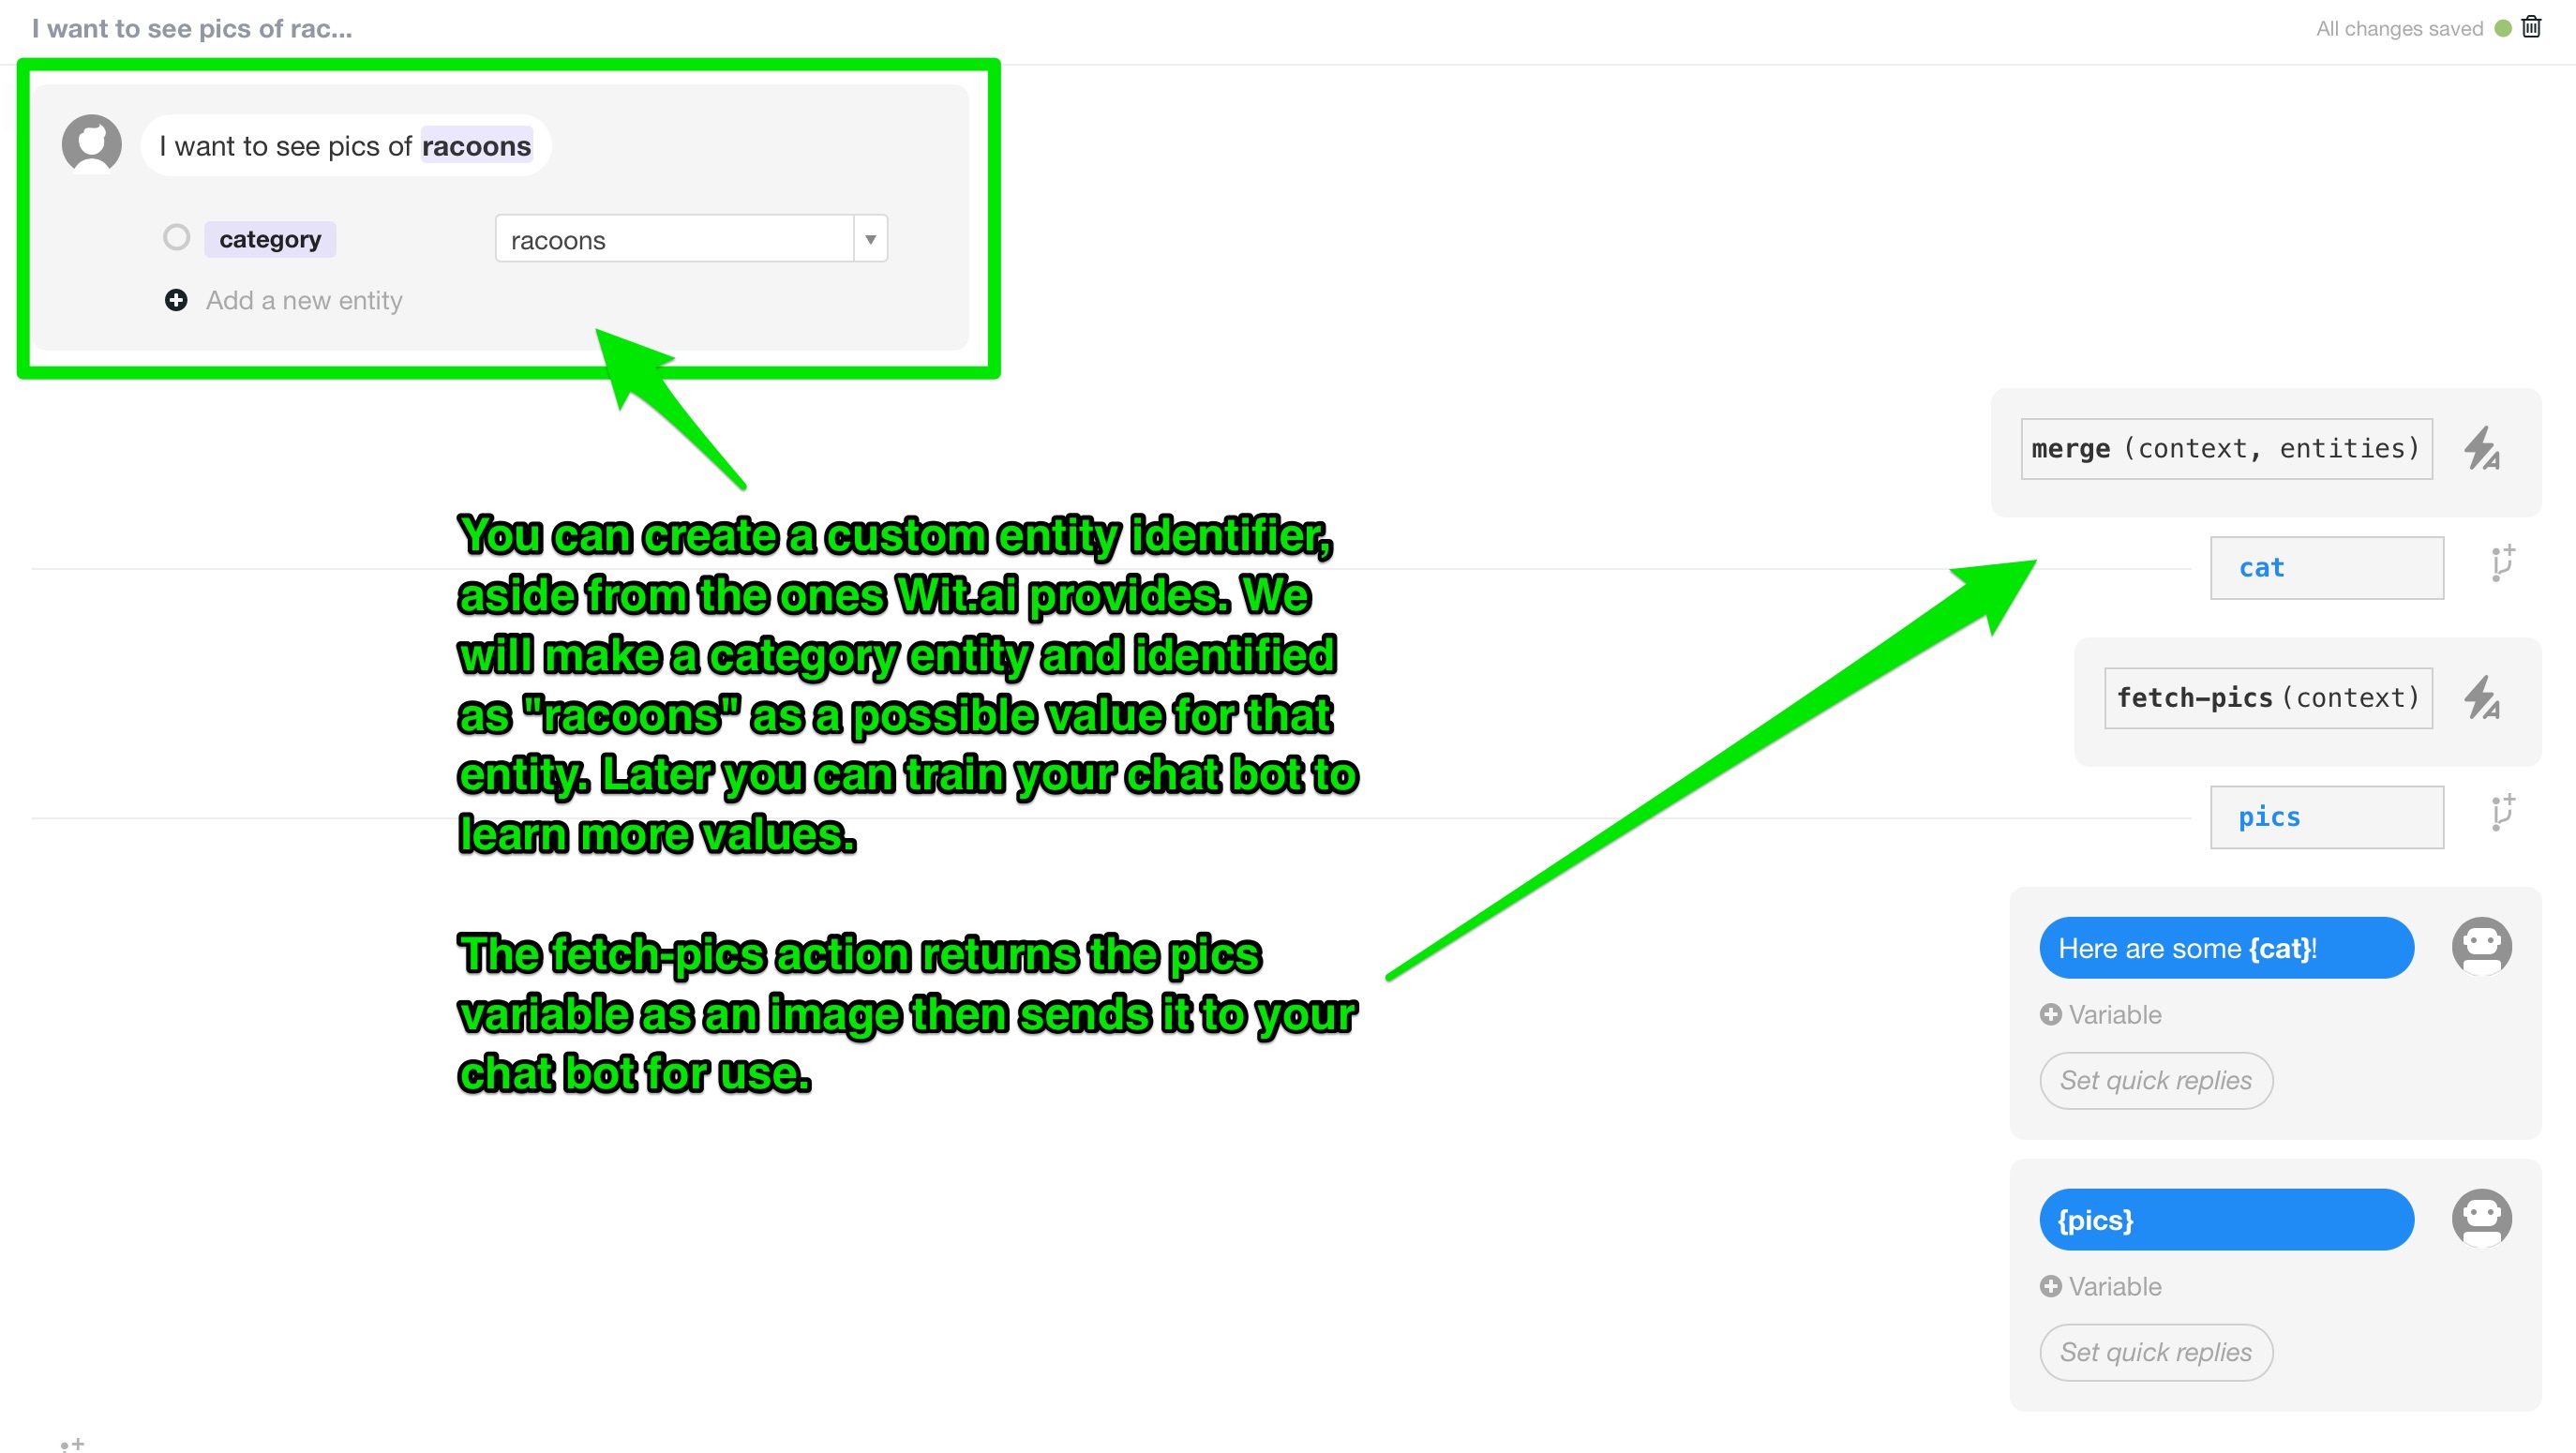 I want to see pics of rac...
All changes saved
I want to see pics of racoons
category
racoons
Add a new entity
merge (context, entities)
cat
fetch-pics (context)
pics
Here are some {cat}!
Variable
Set quick replies
{pics}
Variable
Set quick replies
You can create a custom entity identifier,
aside from the ones Wit.ai provides. We
will make a category entity and identified
as "racoons" as a possible value for that
entity. Later you can train your chat bot to
learn more values.
The fetch-pics action returns the pics
variable as an image then sends it to your
chat bot for use.